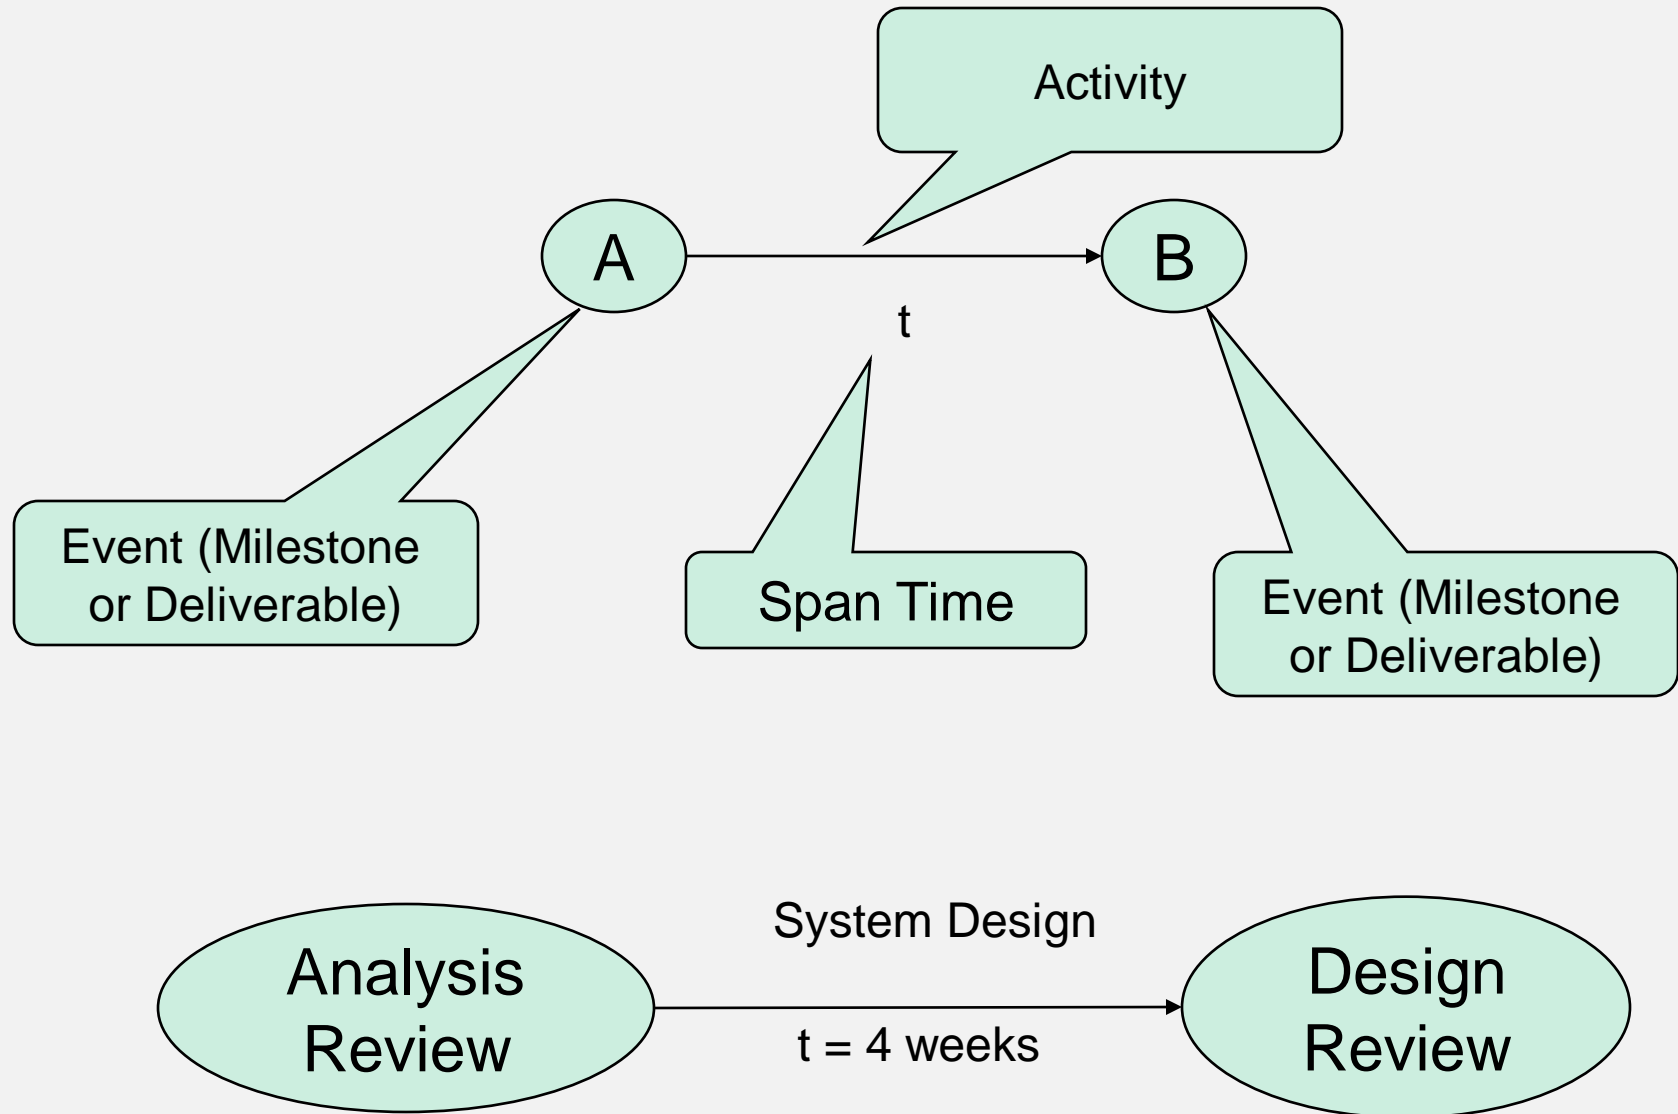 Activity
A
B
t
Event (Milestone
or Deliverable)
Span Time
Event (Milestone
or Deliverable)
System Design
Analysis
Review
t = 4 weeks
Design
Review